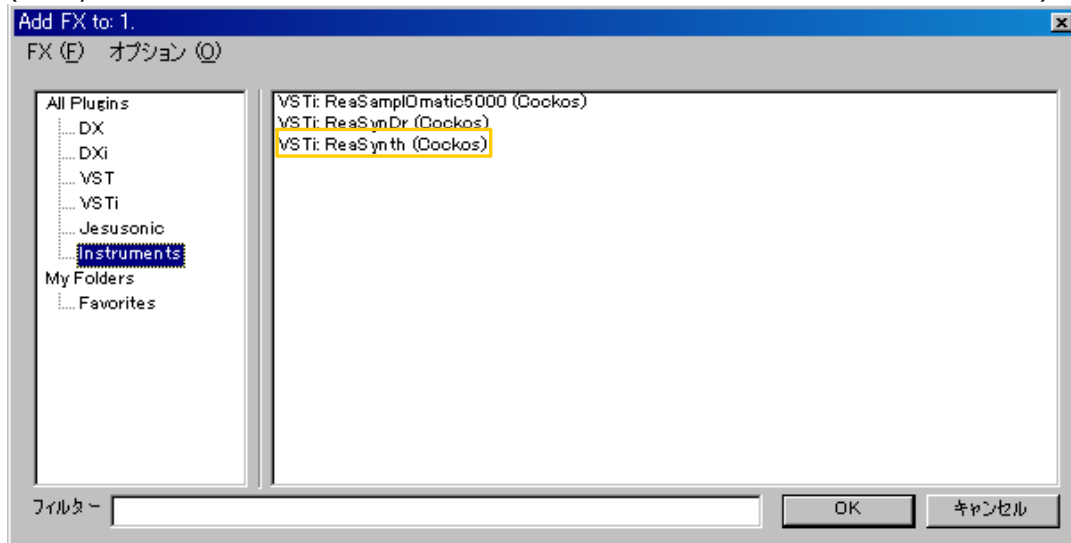 Add FX to: 1.
FX (F) オプション (O)
All Plugins
DX
DXi
VST
VSTi
Jesusonic
Instruments
My Folders
Favorites
VSTi: ReaSamplOmatic5000 (Cockos)
VSTi: ReaSynDr (Cockos)
VSTi: ReaSynth (Cockos)
フィルター
OK キャンセル